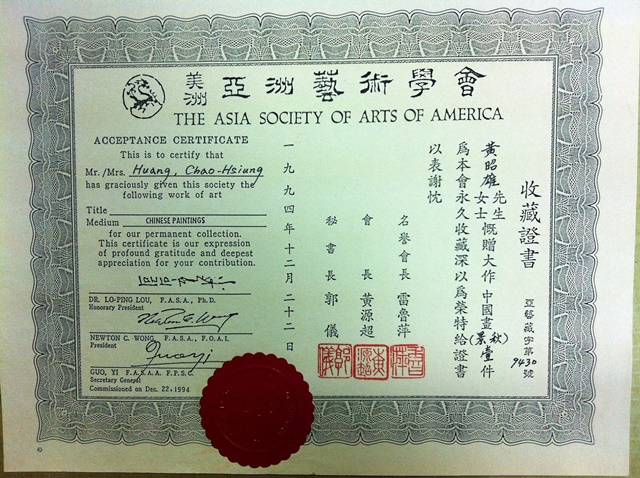 美洲亞洲藝術學會
THE ASIA SOCIETY OF ARTS OF AMERICA
ACCEPTANCE CERTIFICATE
This is to certify that
Mr./Mrs. Huang, Chao-Hsiung
has graciously given this society the
following work of art
Title
Medium CHINESE PAINTINGS
for our permanent collection.
This certificate is our expression
of profound gratitude and deepest
appreciation for your contribution.
DR. LO-PING LOU, F.A.S.A., Ph.D.
Honorary President
Newton C. Wong
NEWTON C. WONG, F.A.S.A., F.O.A.I.
President
Guo yi
GUO, YI F.A.S.A.A F.P.S.C.
Secretary General
Commissioned on Dec. 22, 1994
收藏證書
亞藝藏字第9430號
黃昭雄先生女士慨贈大作中國畫(秋景)壹件
為本會永久收藏深以為榮特給證書
以表謝忱
名譽會長雷魯萍
會長黃源超
秘書長郭儀
一九九四年十二月二十二日